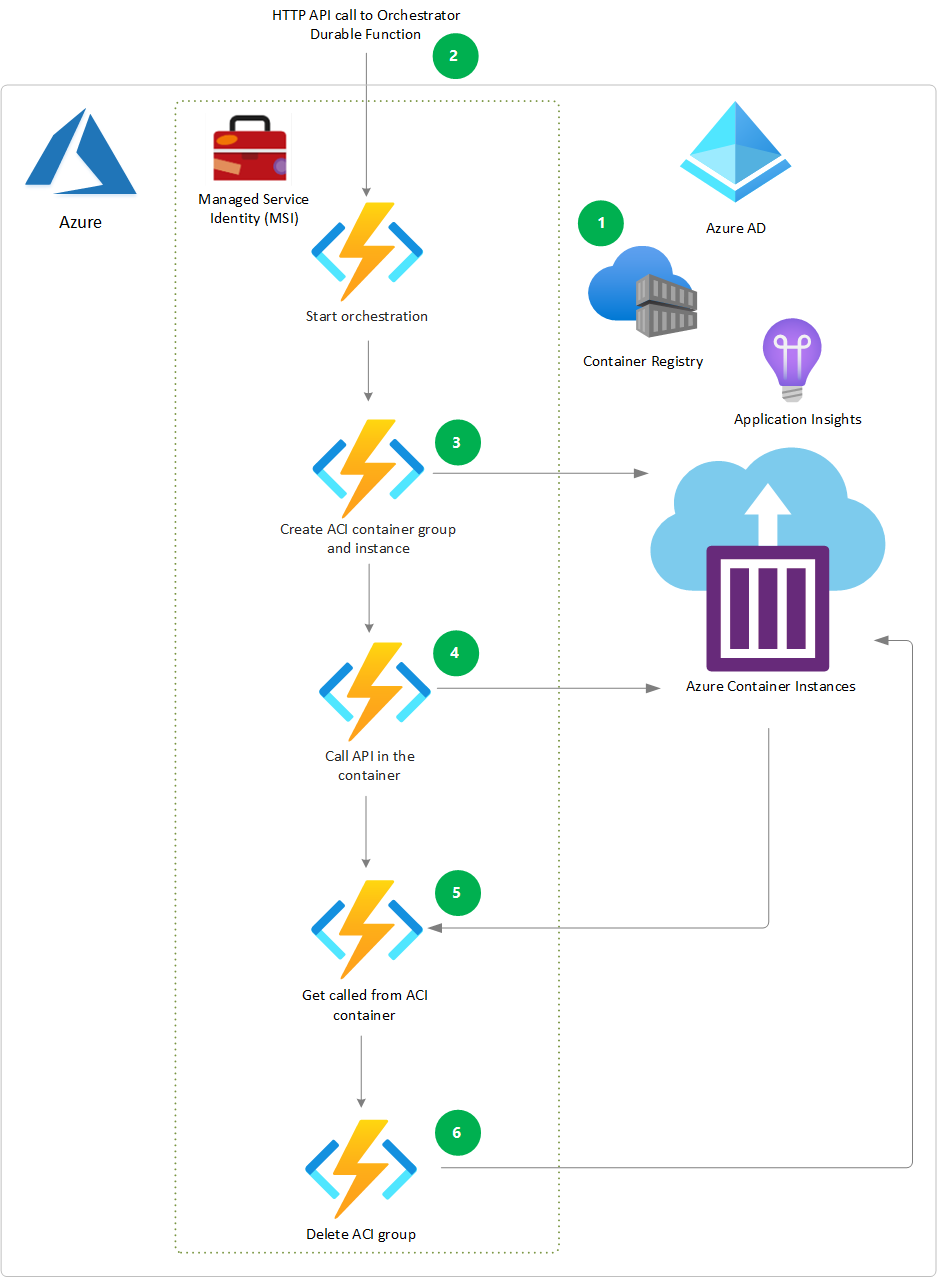 HTTP API call to Orchestrator
Durable Function
2
Azure
Managed Service
Identity (MSI)
Azure AD
1
Start orchestration
Container Registry
Application Insights
3
Create ACI container group
and instance
4
Azure Container Instances
Call API in the
container
5
Get called from ACI
container
6
Delete ACI group